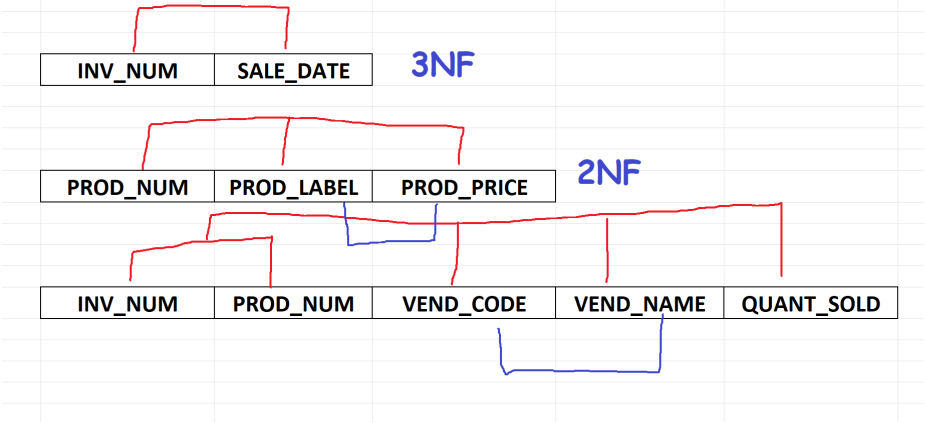 INV_NUM SALE_DATE 3NF
PROD_NUM PROD_LABEL PROD_PRICE 2NF
INV_NUM PROD_NUM VEND_CODE VEND_NAME QUANT_SOLD